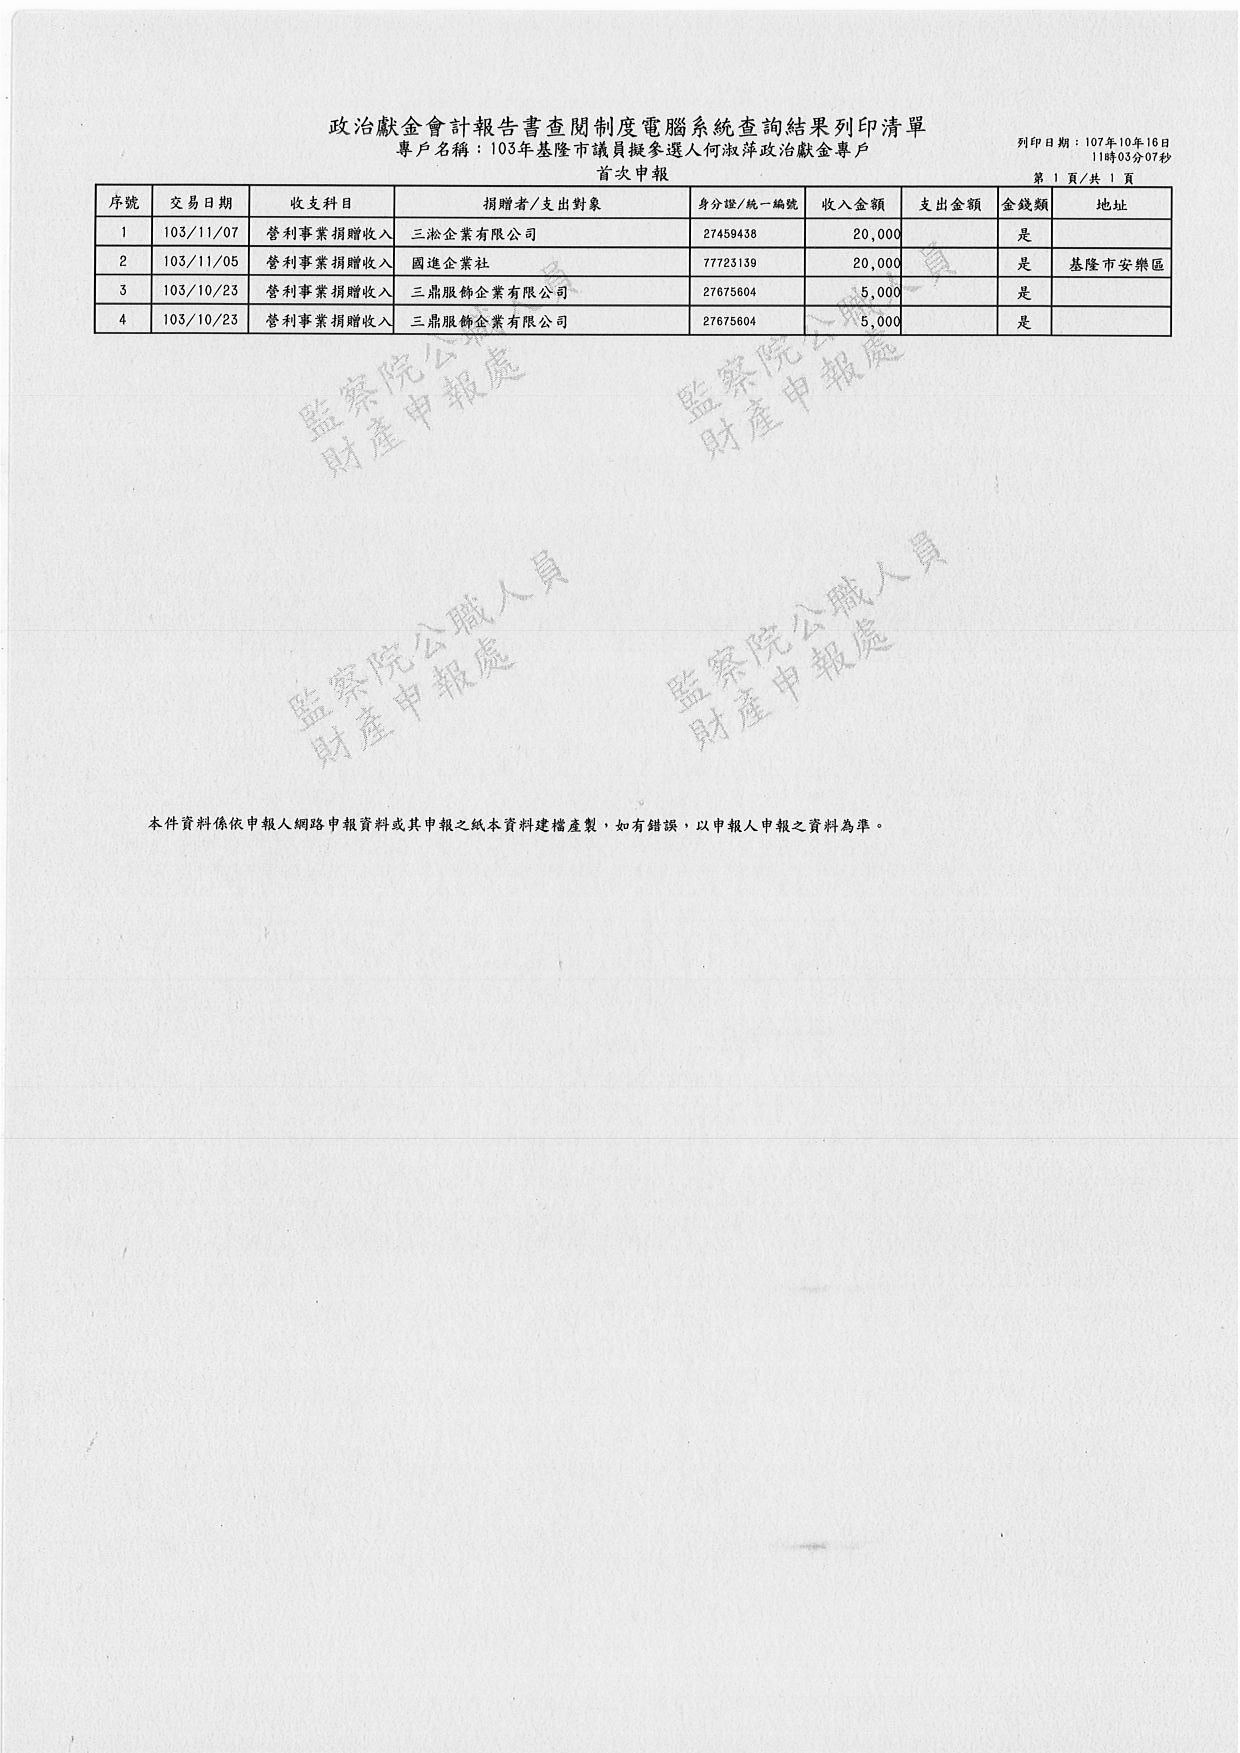 政治獻金會計報告書查閱制度電腦系統查詢結果列印清單
專戶名稱：103年基隆市議員擬參選人何淑萍政治獻金專戶
首次申報
列印日期：107年10月16日
11時03分07秒
第 1 頁/共 1 頁
序號 交易日期 收支科目 捐贈者/支出對象 身分證/統一編號 收入金額 支出金額 金錢類 地址
1 103/11/07 營利事業捐贈收入 三淞企業有限公司 27459438 20,000 是
2 103/11/05 營利事業捐贈收入 國進企業社 77723139 20,000 是 基隆市安樂區
3 103/10/23 營利事業捐贈收入 三鼎服飾企業有限公司 27675604 5,000 是
4 103/10/23 營利事業捐贈收入 三鼎服飾企業有限公司 27675604 5,000 是
監察院公職人員
財產申報處
監察院公職人員
財產申報處
監察院公職人員
財產申報處
監察院公職人員
財產申報處
本件資料係依申報人網路申報資料或其申報之紙本資料建檔產製，如有錯誤，以申報人申報之資料為準。